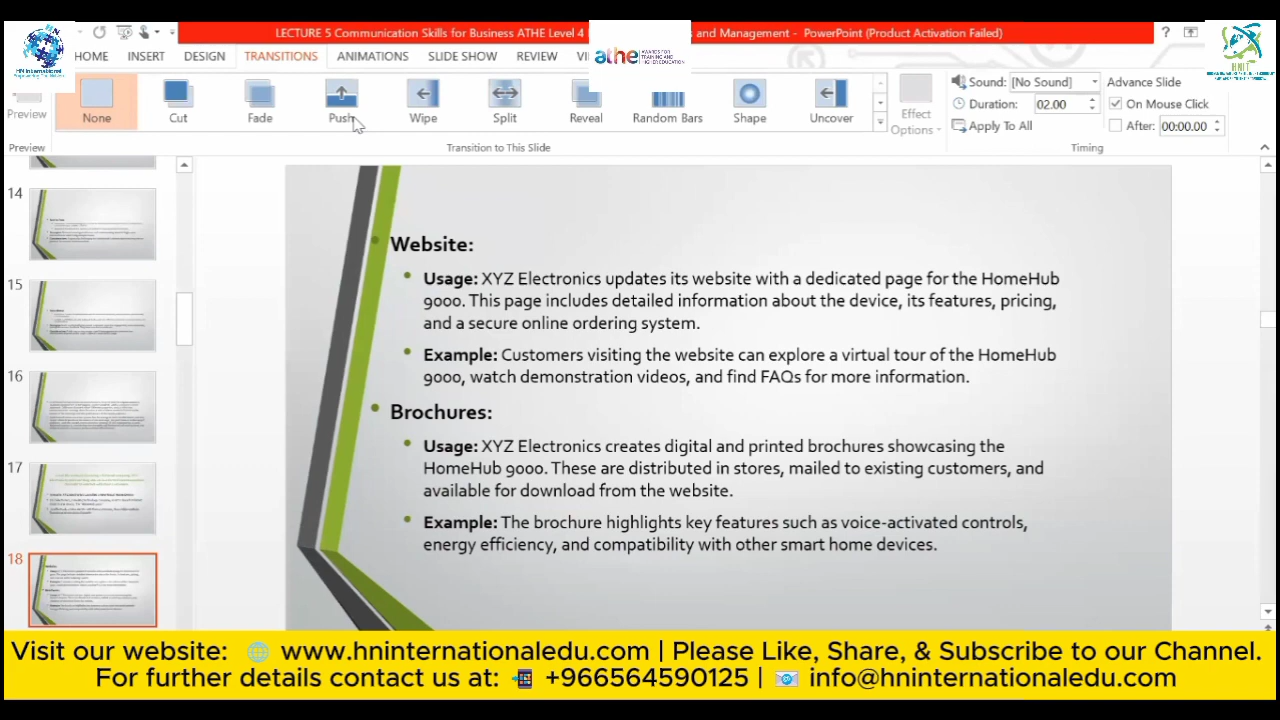 LECTURE 5 Communication Skills for Business ATHE Level 4
s and Management - PowerPoint (Product Activation Failed)
?
HN International
athe AWARDS FOR TRAINING AND HIGHER EDUCATION
HNIT
HOME INSERT DESIGN TRANSITIONS ANIMATIONS SLIDE SHOW REVIEW VI
Preview
None Cut Fade Push Wipe Split Reveal Random Bars Shape Uncover
Effect
Options
Sound: [No Sound]
Duration: 02.00
Apply To All
Advance Slide
On Mouse Click
After: 00:00.00
Preview Transition to This Slide Timing
14
15
16
17
18
Website:
Usage: XYZ Electronics updates its website with a dedicated page for the HomeHub
9000. This page includes detailed information about the device, its features, pricing,
and a secure online ordering system.
Example: Customers visiting the website can explore a virtual tour of the HomeHub
9000, watch demonstration videos, and find FAQs for more information.
Brochures:
Usage: XYZ Electronics creates digital and printed brochures showcasing the
HomeHub 9000. These are distributed in stores, mailed to existing customers, and
available for download from the website.
Example: The brochure highlights key features such as voice-activated controls,
energy efficiency, and compatibility with other smart home devices.
Visit our website: www.hninternationaledu.com | Please Like, Share, & Subscribe to our Channel.
For further details contact us at: +966564590125 | info@hninternationaledu.com